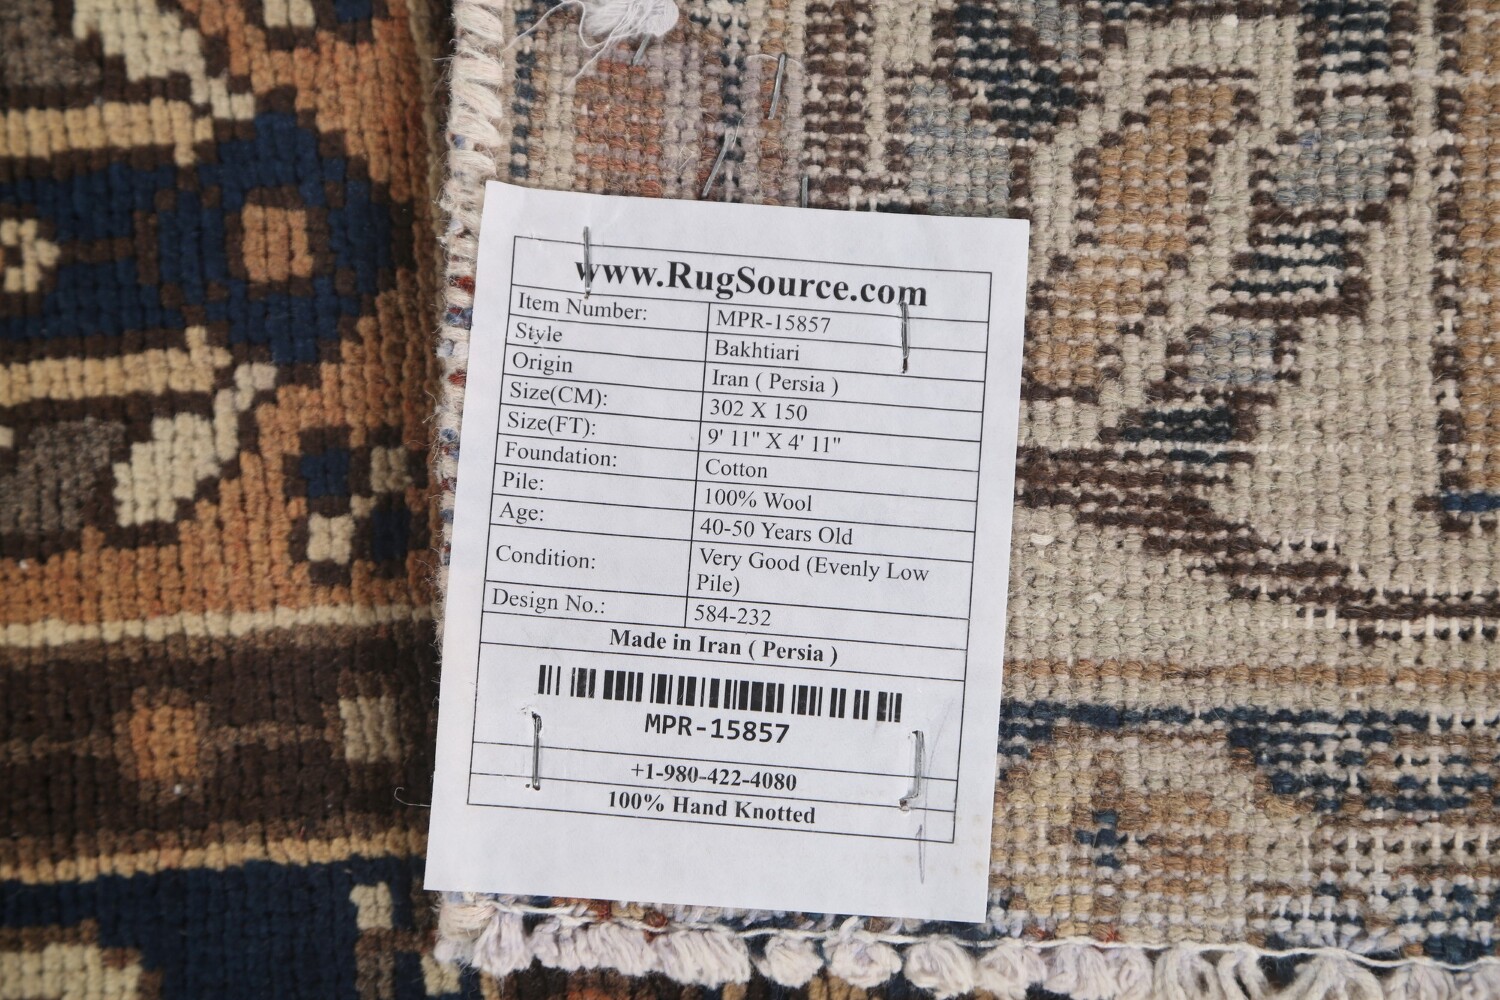 www.RugSource.com
Item Number: MPR-15857
Style Bakhtiari
Origin Iran ( Persia )
Size(CM): 302 X 150
Size(FT): 9' 11" X 4' 11"
Foundation: Cotton
Pile: 100% Wool
Age: 40-50 Years Old
Condition: Very Good (Evenly Low
Pile)
Design No.: 584-232
Made in Iran ( Persia )
MPR-15857
+1-980-422-4080
100% Hand Knotted